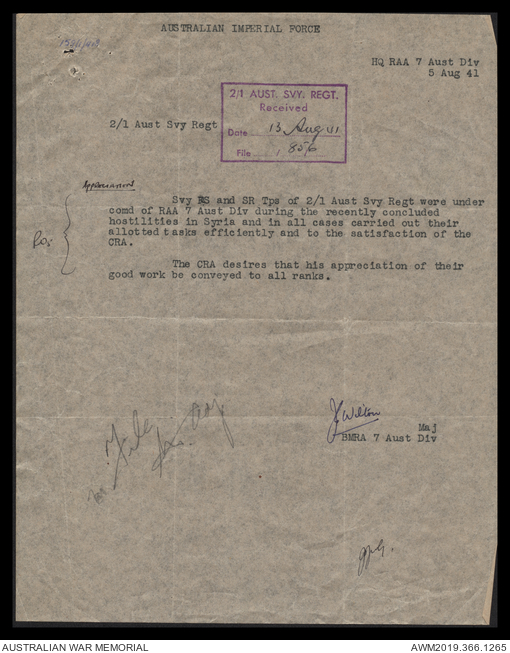 AUSTRALIAN IMPERIAL FORCE
HQ RAA 7 Aust Div
5 Aug 41
2/1 AUST. SVY. REGT.
Received
Date 13 Aug 41
File 1856
2/1 Aust Svy Regt
Appreciation
Svy RS and SR Tps of 2/1 Aust Svy Regt were under
comd of RAA 7 Aust Div during the recently concluded
hostilities in Syria and in all cases carried out their
allotted tasks efficiently and to the satisfaction of the
CRA.
The CRA desires that his appreciation of their
good work be conveyed to all ranks.
File
JWilton
Maj
BMRA 7 Aust Div
AUSTRALIAN WAR MEMORIAL
AWM2019.366.1265